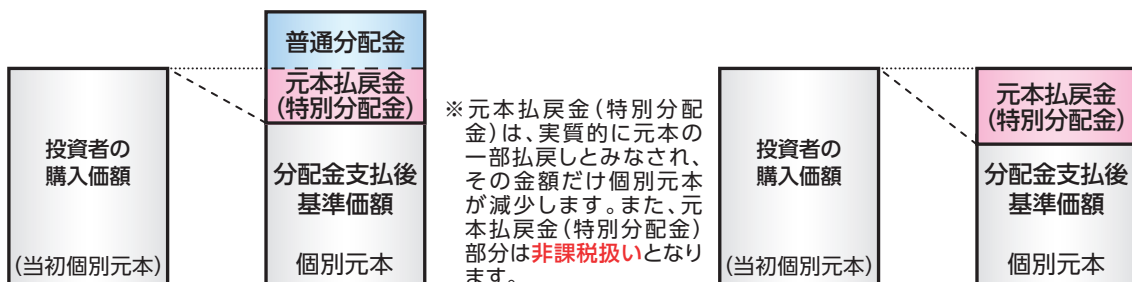 投資者の
購入価額
(当初個別元本)
普通分配金
元本払戻金
(特別分配金)
分配金支払後
基準価額
個別元本
※元本払戻金(特別分配
金)は、実質的に元本の
一部払戻しとみなされ、
その金額だけ個別元本
が減少します。また、元
本払戻金(特別分配金)
部分は非課税扱いとなり
ます。
投資者の
購入価額
(当初個別元本)
元本払戻金
(特別分配金)
分配金支払後
基準価額
個別元本